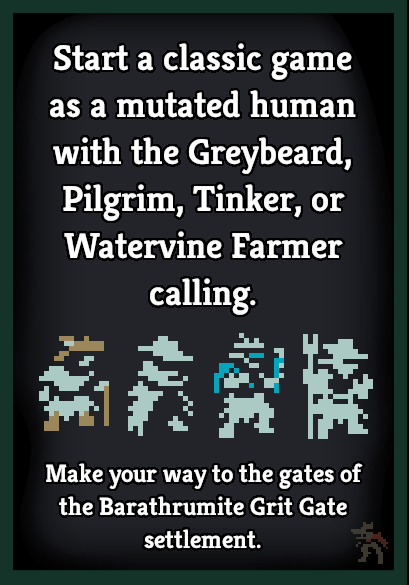 Start a classic game
as a mutated human
with the Greybeard,
Pilgrim, Tinker, or
Watervine Farmer
calling.
Make your way to the gates of
the Barathrumite Grit Gate
settlement.